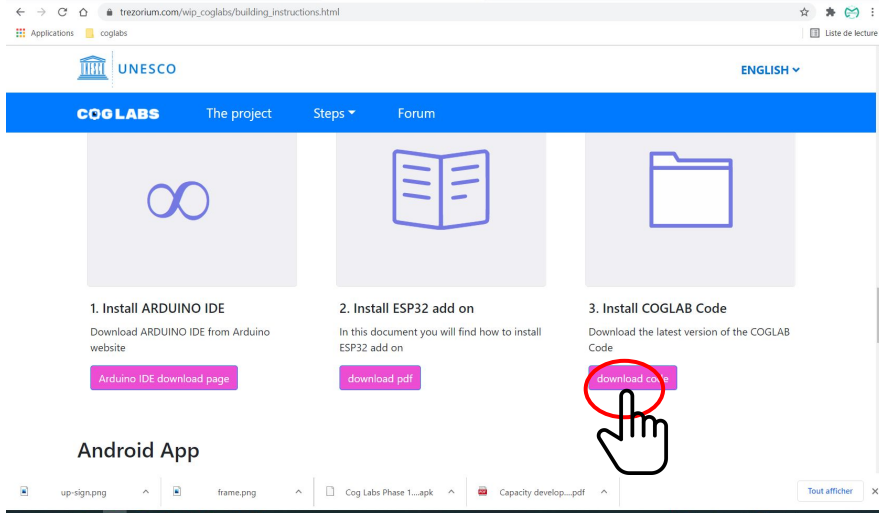 trezorium.com/wip_coglabs/building_instructions.html
Applications coglabs Liste de lecture
UNESCO ENGLISH
COGLABS The project Steps Forum
1. Install ARDUINO IDE
Download ARDUINO IDE from Arduino
website
Arduino IDE download page
2. Install ESP32 add on
In this document you will find how to install
ESP32 add on
download pdf
3. Install COGLAB Code
Download the latest version of the COGLAB
Code
download code
Android App
up-sign.png frame.png Cog Labs Phase 1....apk Capacity develop....pdf Tout afficher